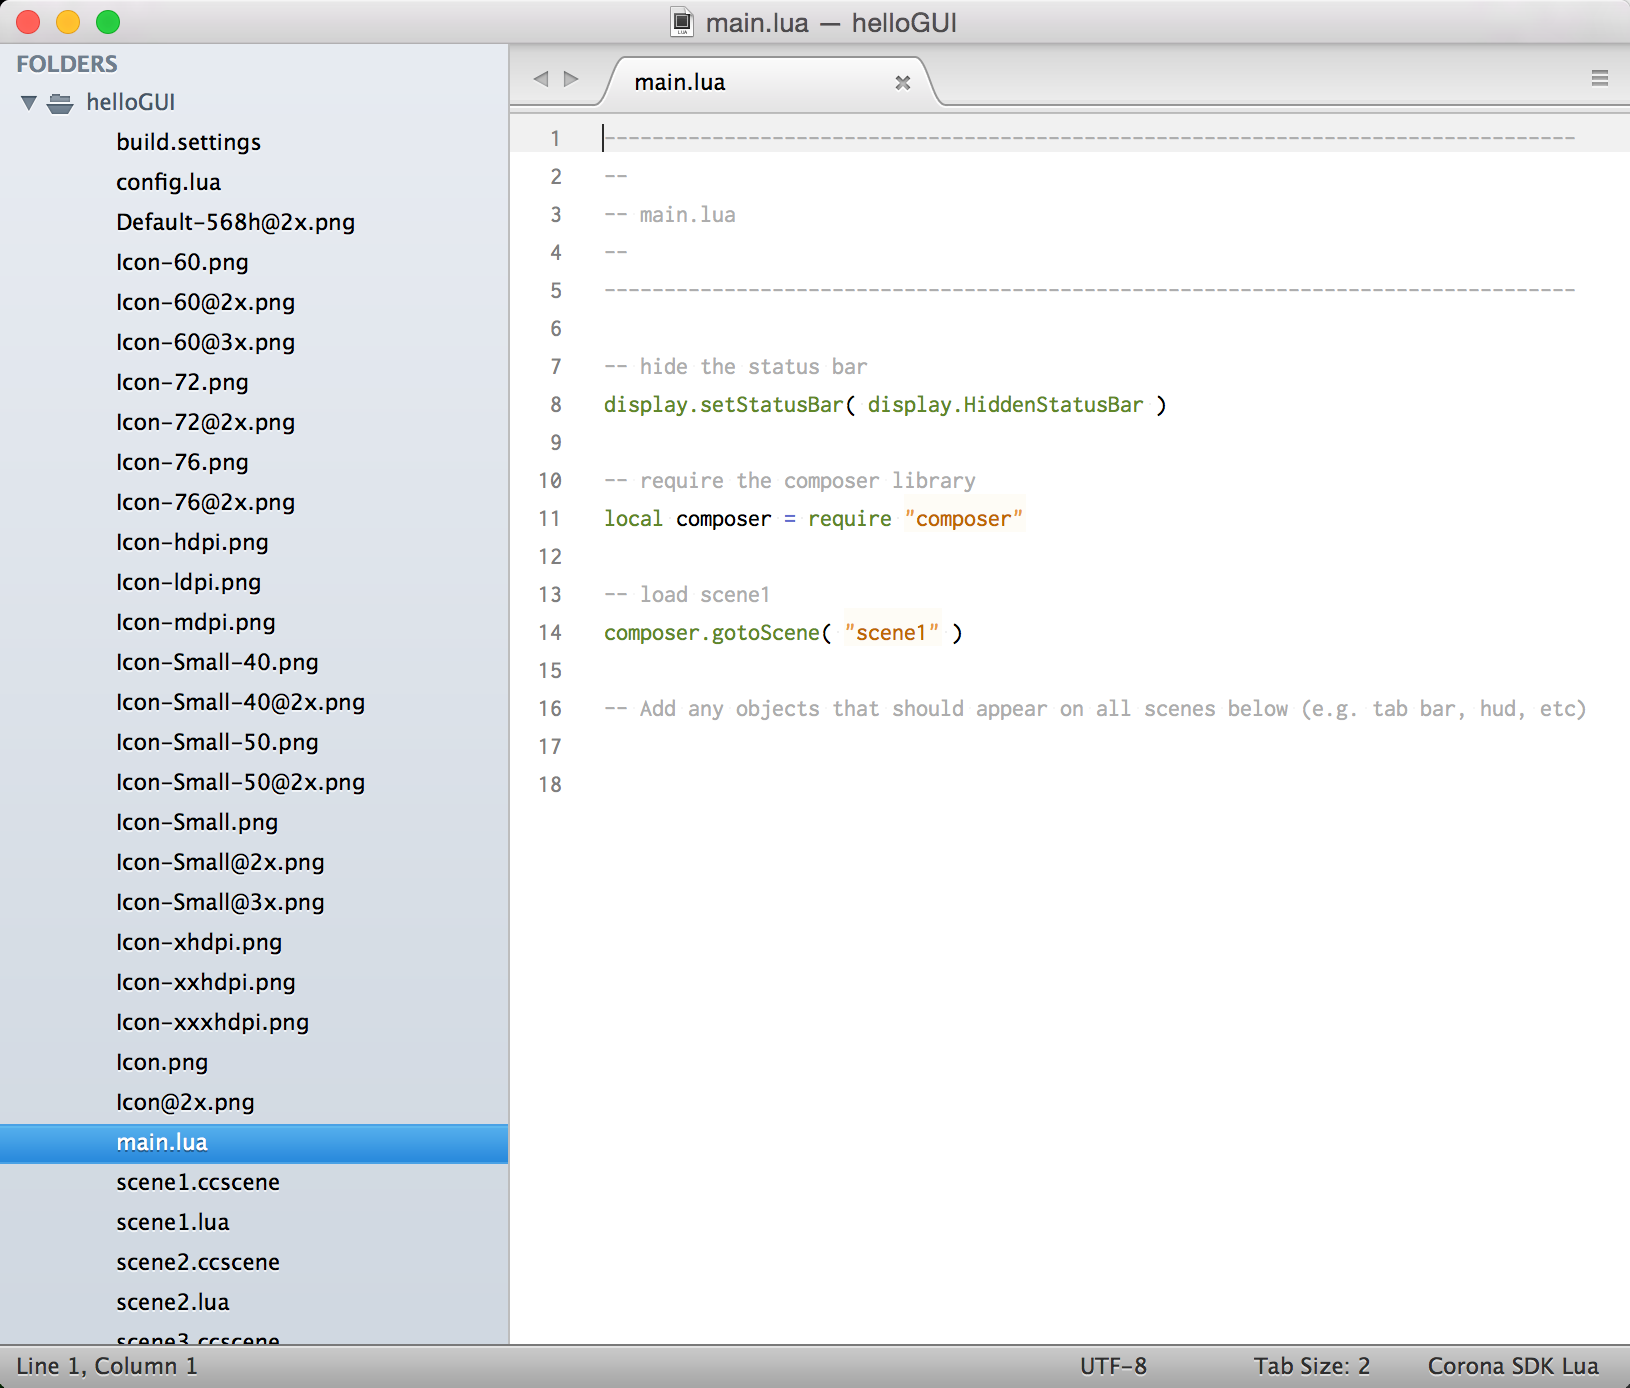 main.lua — helloGUI
FOLDERS
helloGUI
build.settings
config.lua
Default-568h@2x.png
Icon-60.png
Icon-60@2x.png
Icon-60@3x.png
Icon-72.png
Icon-72@2x.png
Icon-76.png
Icon-76@2x.png
Icon-hdpi.png
Icon-ldpi.png
Icon-mdpi.png
Icon-Small-40.png
Icon-Small-40@2x.png
Icon-Small-50.png
Icon-Small-50@2x.png
Icon-Small.png
Icon-Small@2x.png
Icon-Small@3x.png
Icon-xhdpi.png
Icon-xxhdpi.png
Icon-xxxhdpi.png
Icon.png
Icon@2x.png
main.lua
scene1.ccscene
scene1.lua
scene2.ccscene
scene2.lua
scene3.ccscene
main.lua
1 ---------------------------------------------------------------------------------
2 --
3 -- main.lua
4 --
5 ---------------------------------------------------------------------------------
6
7 -- hide the status bar
8 display.setStatusBar( display.HiddenStatusBar )
9
10 -- require the composer library
11 local composer = require "composer"
12
13 -- load scene1
14 composer.gotoScene( "scene1" )
15
16 -- Add any objects that should appear on all scenes below (e.g. tab bar, hud, etc)
17
18
Line 1, Column 1
UTF-8
Tab Size: 2
Corona SDK Lua